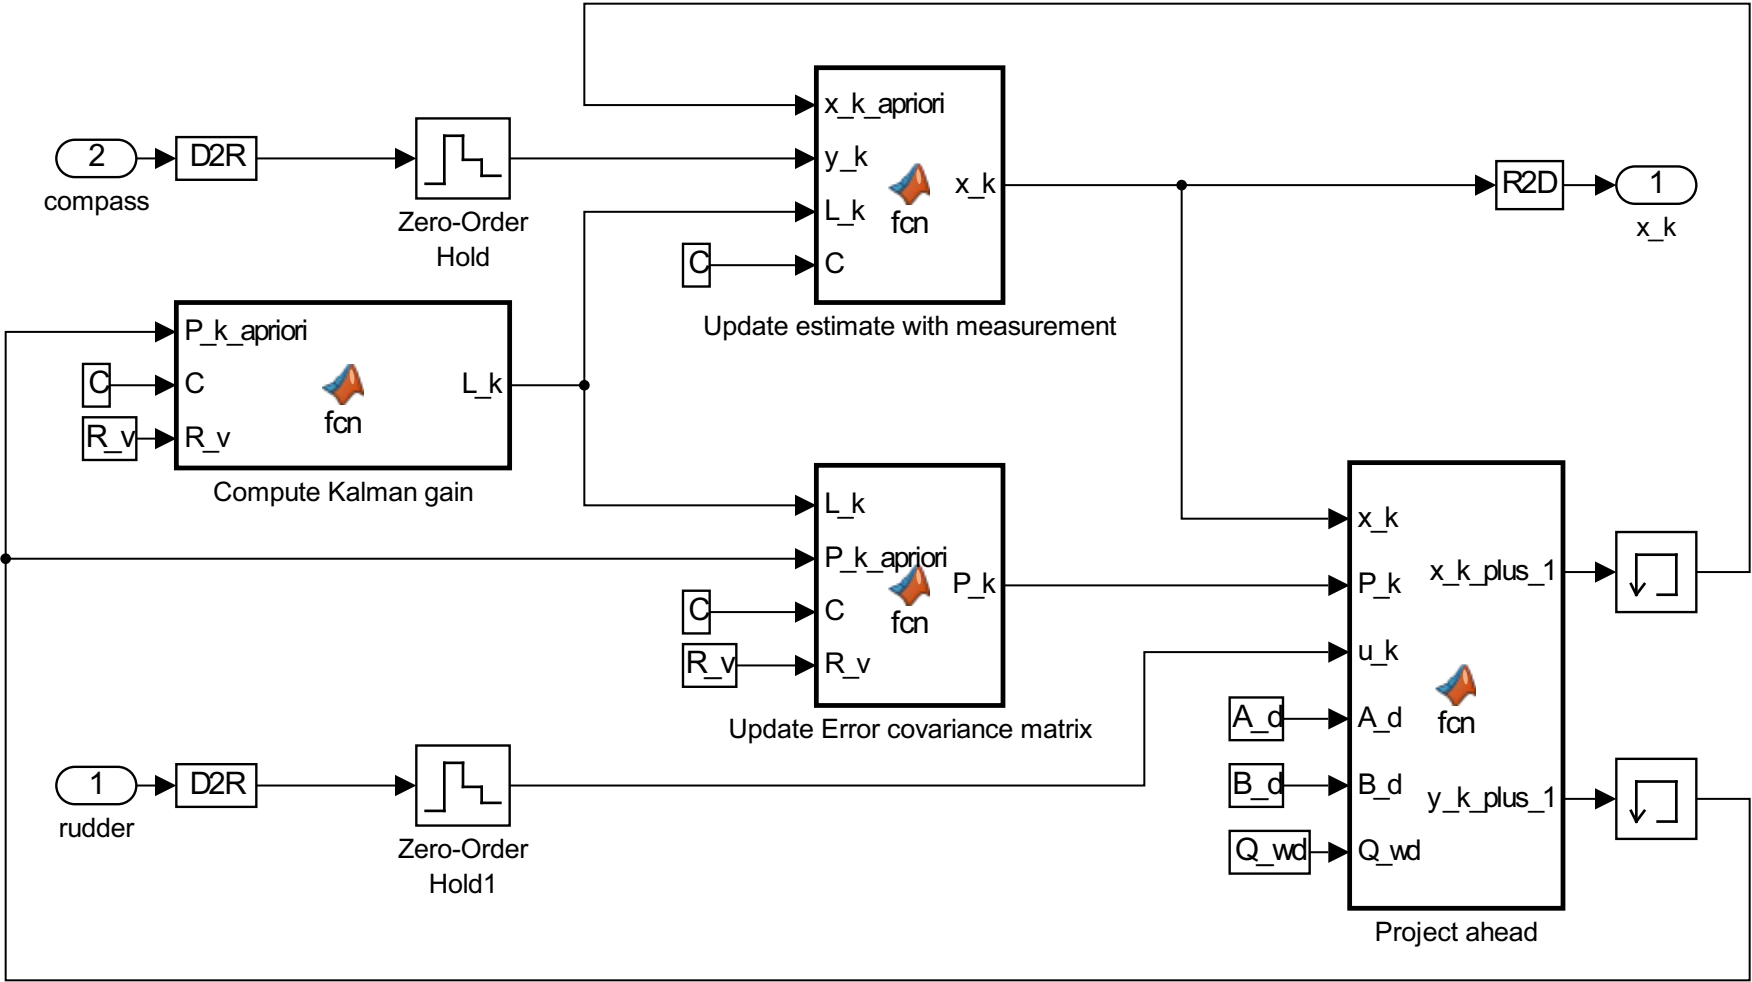 2
compass
D2R
Zero-Order
Hold
x_k_apriori
y_k
L_k
C
x_k
fcn
C
Update estimate with measurement
R2D
1
x_k
P_k_apriori
C
R_v
L_k
fcn
C
R_v
Compute Kalman gain
L_k
P_k_apriori
C
R_v
P_k
fcn
C
R_v
Update Error covariance matrix
1
rudder
D2R
Zero-Order
Hold1
x_k
P_k
u_k
A_d
B_d
Q_wd
x_k_plus_1
fcn
y_k_plus_1
A_d
B_d
Q_wd
Project ahead